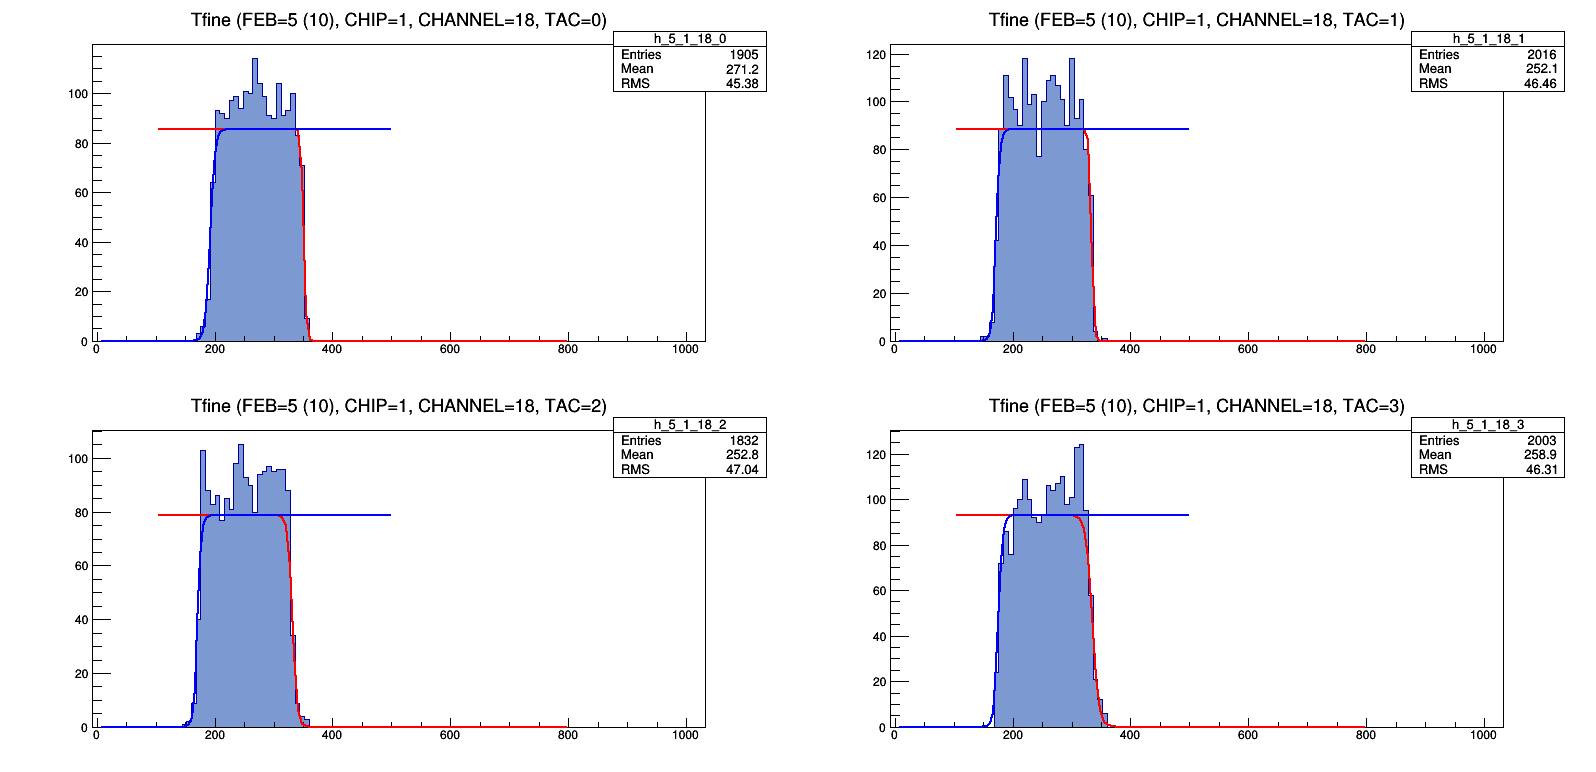 Tfine (FEB=5 (10), CHIP=1, CHANNEL=18, TAC=0)
h_5_1_18_0
Entries 1905
Mean 271.2
RMS 45.38
100
80
60
40
20
0
0 200 400 600 800 1000
Tfine (FEB=5 (10), CHIP=1, CHANNEL=18, TAC=1)
h_5_1_18_1
Entries 2016
Mean 252.1
RMS 46.46
120
100
80
60
40
20
0
0 200 400 600 800 1000
Tfine (FEB=5 (10), CHIP=1, CHANNEL=18, TAC=2)
h_5_1_18_2
Entries 1832
Mean 252.8
RMS 47.04
100
80
60
40
20
0
0 200 400 600 800 1000
Tfine (FEB=5 (10), CHIP=1, CHANNEL=18, TAC=3)
h_5_1_18_3
Entries 2003
Mean 258.9
RMS 46.31
120
100
80
60
40
20
0
0 200 400 600 800 1000